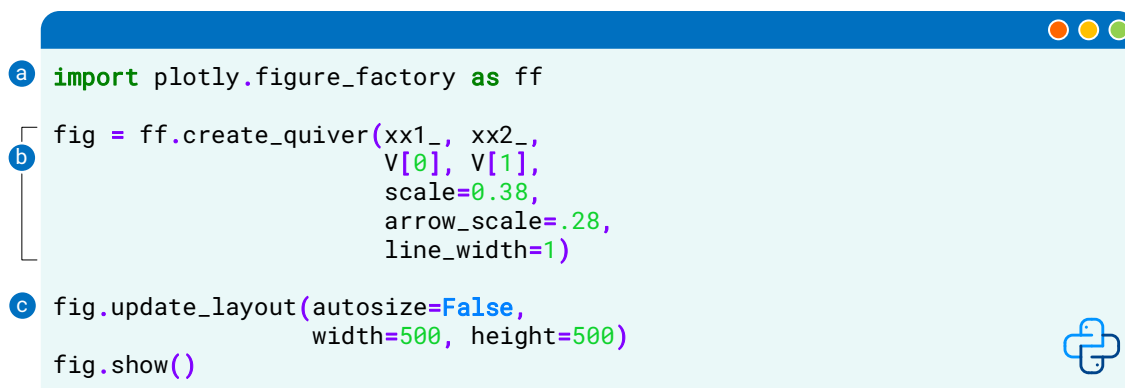 a import plotly.figure_factory as ff
b fig = ff.create_quiver(xx1_, xx2_,
V[0], V[1],
scale=0.38,
arrow_scale=.28,
line_width=1)
c fig.update_layout(autosize=False,
width=500, height=500)
fig.show()